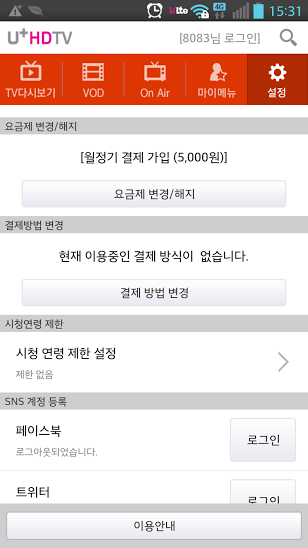 LTE 4G 15:31
U+HDTV [8083님 로그인]
TV다시보기 VOD On Air 마이메뉴 설정
요금제 변경/해지
[월정기 결제 가입 (5,000원)]
요금제 변경/해지
결제방법 변경
현재 이용중인 결제 방식이 없습니다.
결제 방법 변경
시청연령 제한
시청 연령 제한 설정
제한 없음
SNS 계정 등록
페이스북
로그인
로그아웃되었습니다.
트위터
로그인
이용안내